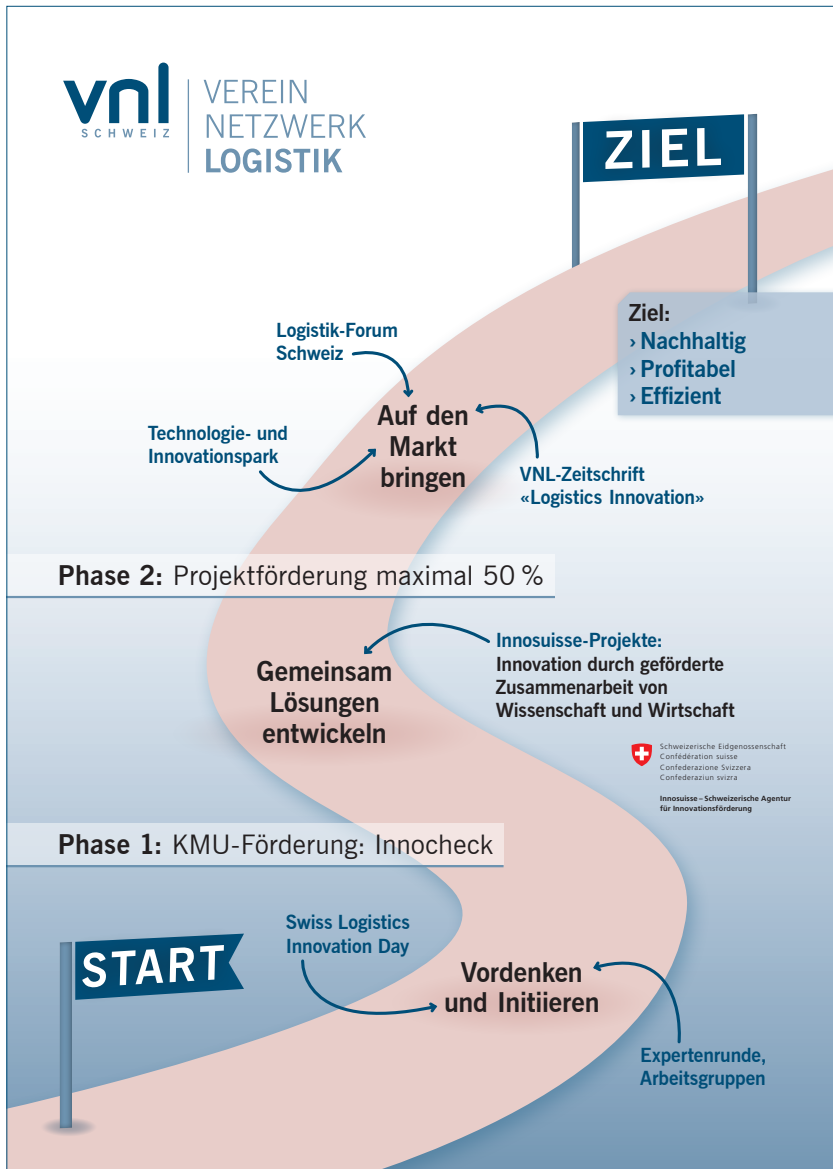 vnl
SCHWEIZ
VEREIN
NETZWERK
LOGISTIK
ZIEL
Ziel:
› Nachhaltig
› Profitabel
› Effizient
Logistik-Forum
Schweiz
Auf den
Markt
bringen
Technologie- und
Innovationspark
VNL-Zeitschrift
«Logistics Innovation»
Phase 2: Projektförderung maximal 50 %
Innosuisse-Projekte:
Innovation durch geförderte
Zusammenarbeit von
Wissenschaft und Wirtschaft
Gemeinsam
Lösungen
entwickeln
Schweizerische Eidgenossenschaft
Confédération suisse
Confederazione Svizzera
Confederaziun svizra
Innosuisse – Schweizerische Agentur
für Innovationsförderung
Phase 1: KMU-Förderung: Innocheck
Swiss Logistics
Innovation Day
START
Vordenken
und Initiieren
Expertenrunde,
Arbeitsgruppen